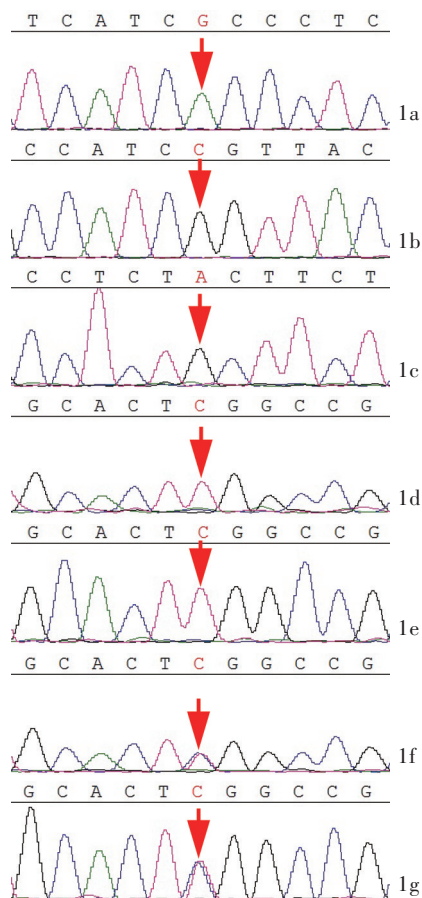 T C A T C G C C C T C
1a
C C A T C C G T T A C
1b
C C T C T A C T T C T
1c
G C A C T C G G C C G
1d
G C A C T C G G C C G
1e
G C A C T C G G C C G
1f
G C A C T C G G C C G
1g